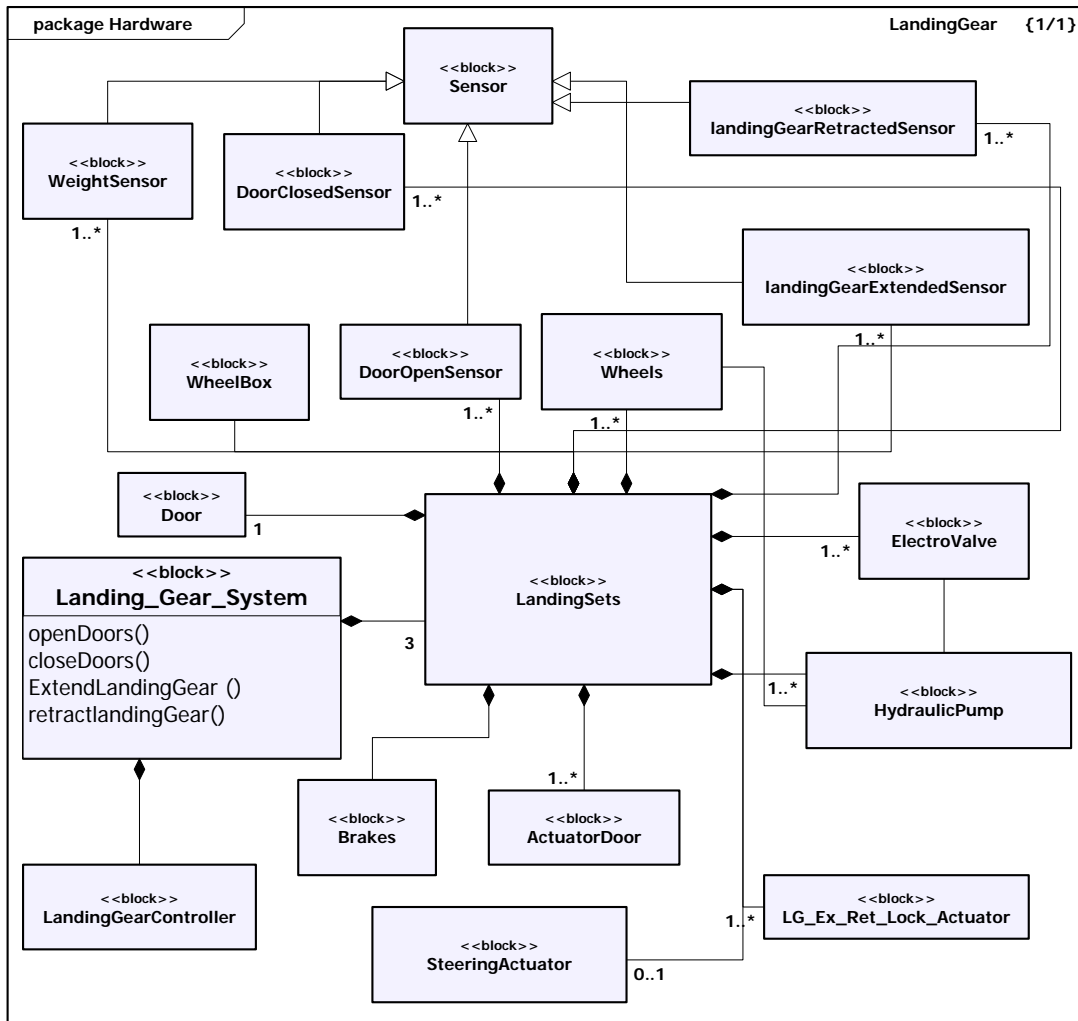 package Hardware
LandingGear {1/1}
<<block>>
Sensor
<<block>>
landingGearRetractedSensor
1..*
<<block>>
WeightSensor
1..*
<<block>>
DoorClosedSensor
1..*
<<block>>
landingGearExtendedSensor
1..*
<<block>>
WheelBox
<<block>>
DoorOpenSensor
1..*
<<block>>
Wheels
1..*
<<block>>
Door
1
<<block>>
LandingSets
<<block>>
ElectroValve
1..*
<<block>>
Landing_Gear_System
openDoors()
closeDoors()
ExtendLandingGear ()
retractlandingGear()
3
<<block>>
HydraulicPump
1..*
<<block>>
Brakes
1..*
<<block>>
ActuatorDoor
<<block>>
LandingGearController
<<block>>
LG_Ex_Ret_Lock_Actuator
1..*
<<block>>
SteeringActuator
0..1